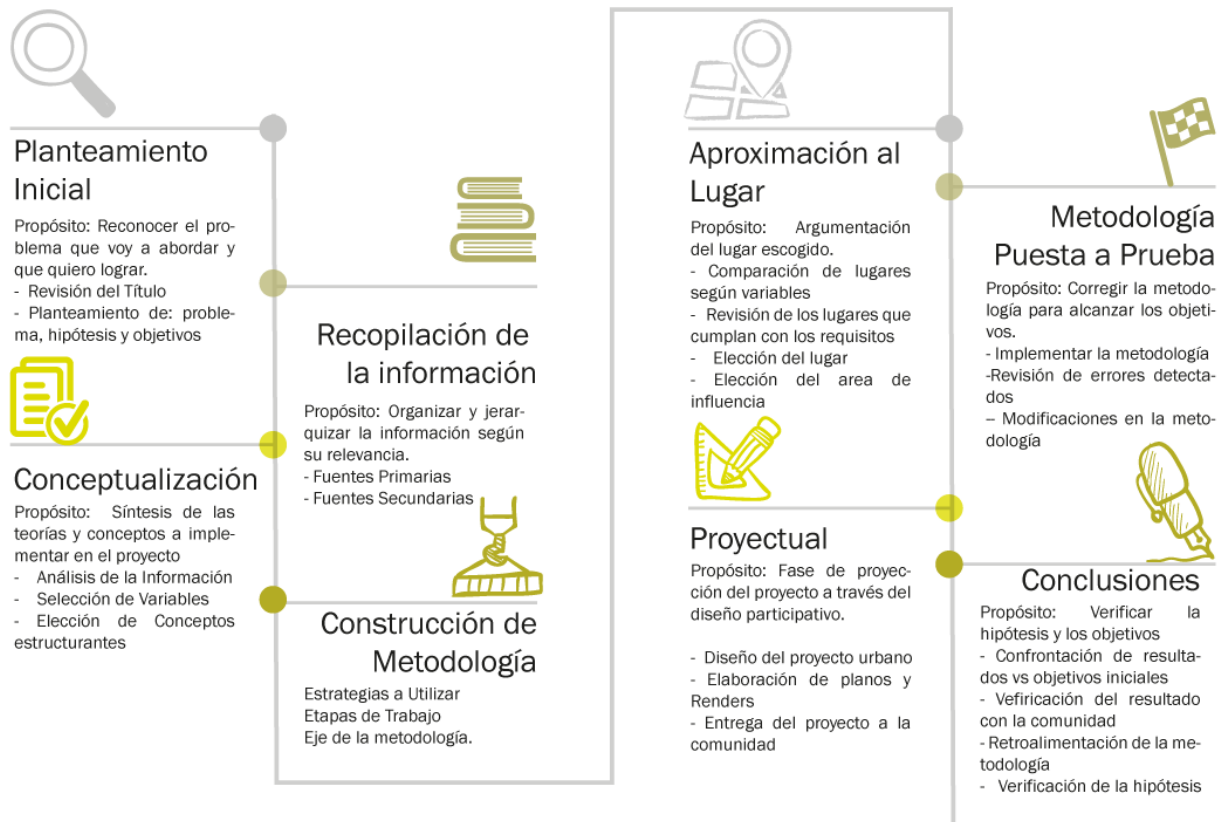 Planteamiento
Inicial
Propósito: Reconocer el pro-
blema que voy a abordar y
que quiero lograr.
- Revisión del Título
- Planteamiento de: proble-
ma, hipótesis y objetivos
Recopilación de
la información
Propósito: Organizar y jerar-
quizar la información según
su relevancia.
- Fuentes Primarias
- Fuentes Secundarias
Conceptualización
Propósito: Síntesis de las
teorías y conceptos a imple-
mentar en el proyecto
- Análisis de la Información
- Selección de Variables
- Elección de Conceptos
estructurantes
Construcción de
Metodología
Estrategias a Utilizar
Etapas de Trabajo
Eje de la metodología.
Aproximación al
Lugar
Propósito: Argumentación
del lugar escogido.
- Comparación de lugares
según variables
- Revisión de los lugares que
cumplan con los requisitos
- Elección del lugar
- Elección del area de
influencia
Metodología
Puesta a Prueba
Propósito: Corregir la metodo-
logía para alcanzar los objeti-
vos.
- Implementar la metodología
-Revisión de errores detecta-
dos
-- Modificaciones en la meto-
dología
Proyectual
Propósito: Fase de proyec-
ción del proyecto a través del
diseño participativo.
- Diseño del proyecto urbano
- Elaboración de planos y
Renders
- Entrega del proyecto a la
comunidad
Conclusiones
Propósito: Verificar la
hipótesis y los objetivos
- Confrontación de resulta-
dos vs objetivos iniciales
- Vefiricación del resultado
con la comunidad
- Retroalimentación de la me-
todología
- Verificación de la hipótesis